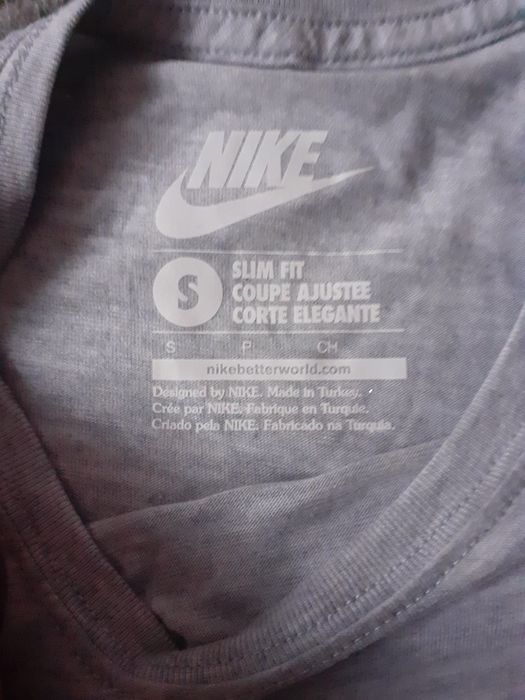 NIKE
S
SLIM FIT
COUPE AJUSTEE
CORTE ELEGANTE
S P CH
nikebetterworld.com
Designed by NIKE. Made in Turkey.
Crée par NIKE. Fabrique en Turquie.
Criado pela NIKE. Fabricado na Turquia.